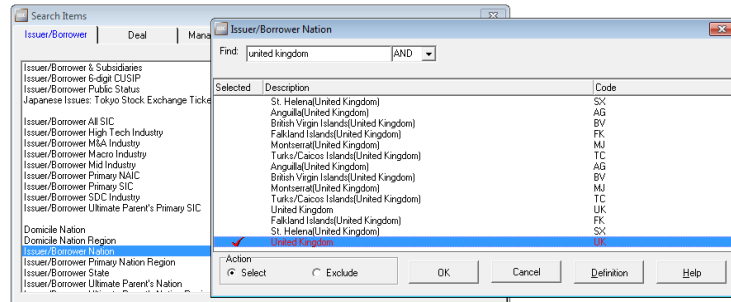 Search Items
Issuer/Borrower Deal Mana
Issuer/Borrower & Subsidiaries
Issuer/Borrower 6-digit CUSIP
Issuer/Borrower Public Status
Japanese Issues: Tokyo Stock Exchange Ticke
Issuer/Borrower All SIC
Issuer/Borrower High Tech Industry
Issuer/Borrower M&A Industry
Issuer/Borrower Macro Industry
Issuer/Borrower Mid Industry
Issuer/Borrower Primary NAIC
Issuer/Borrower Primary SIC
Issuer/Borrower SDC Industry
Issuer/Borrower Ultimate Parent's Primary SIC
Domicile Nation
Domicile Nation Region
Issuer/Borrower Nation
Issuer/Borrower Primary Nation Region
Issuer/Borrower State
Issuer/Borrower Ultimate Parent's Nation
Issuer/Borrower Nation
Find: united kingdom AND
Selected Description Code
St. Helena(United Kingdom) SX
Anguilla(United Kingdom) AG
British Virgin Islands(United Kingdom) BV
Falkland Islands(United Kingdom) FK
Montserrat(United Kingdom) MJ
Turks/Caicos Islands(United Kingdom) TC
Anguilla(United Kingdom) AG
British Virgin Islands(United Kingdom) BV
Montserrat(United Kingdom) MJ
Turks/Caicos Islands(United Kingdom) TC
United Kingdom UK
Falkland Islands(United Kingdom) FK
St. Helena(United Kingdom) SX
United Kingdom UK
Action
Select Exclude OK Cancel Definition Help